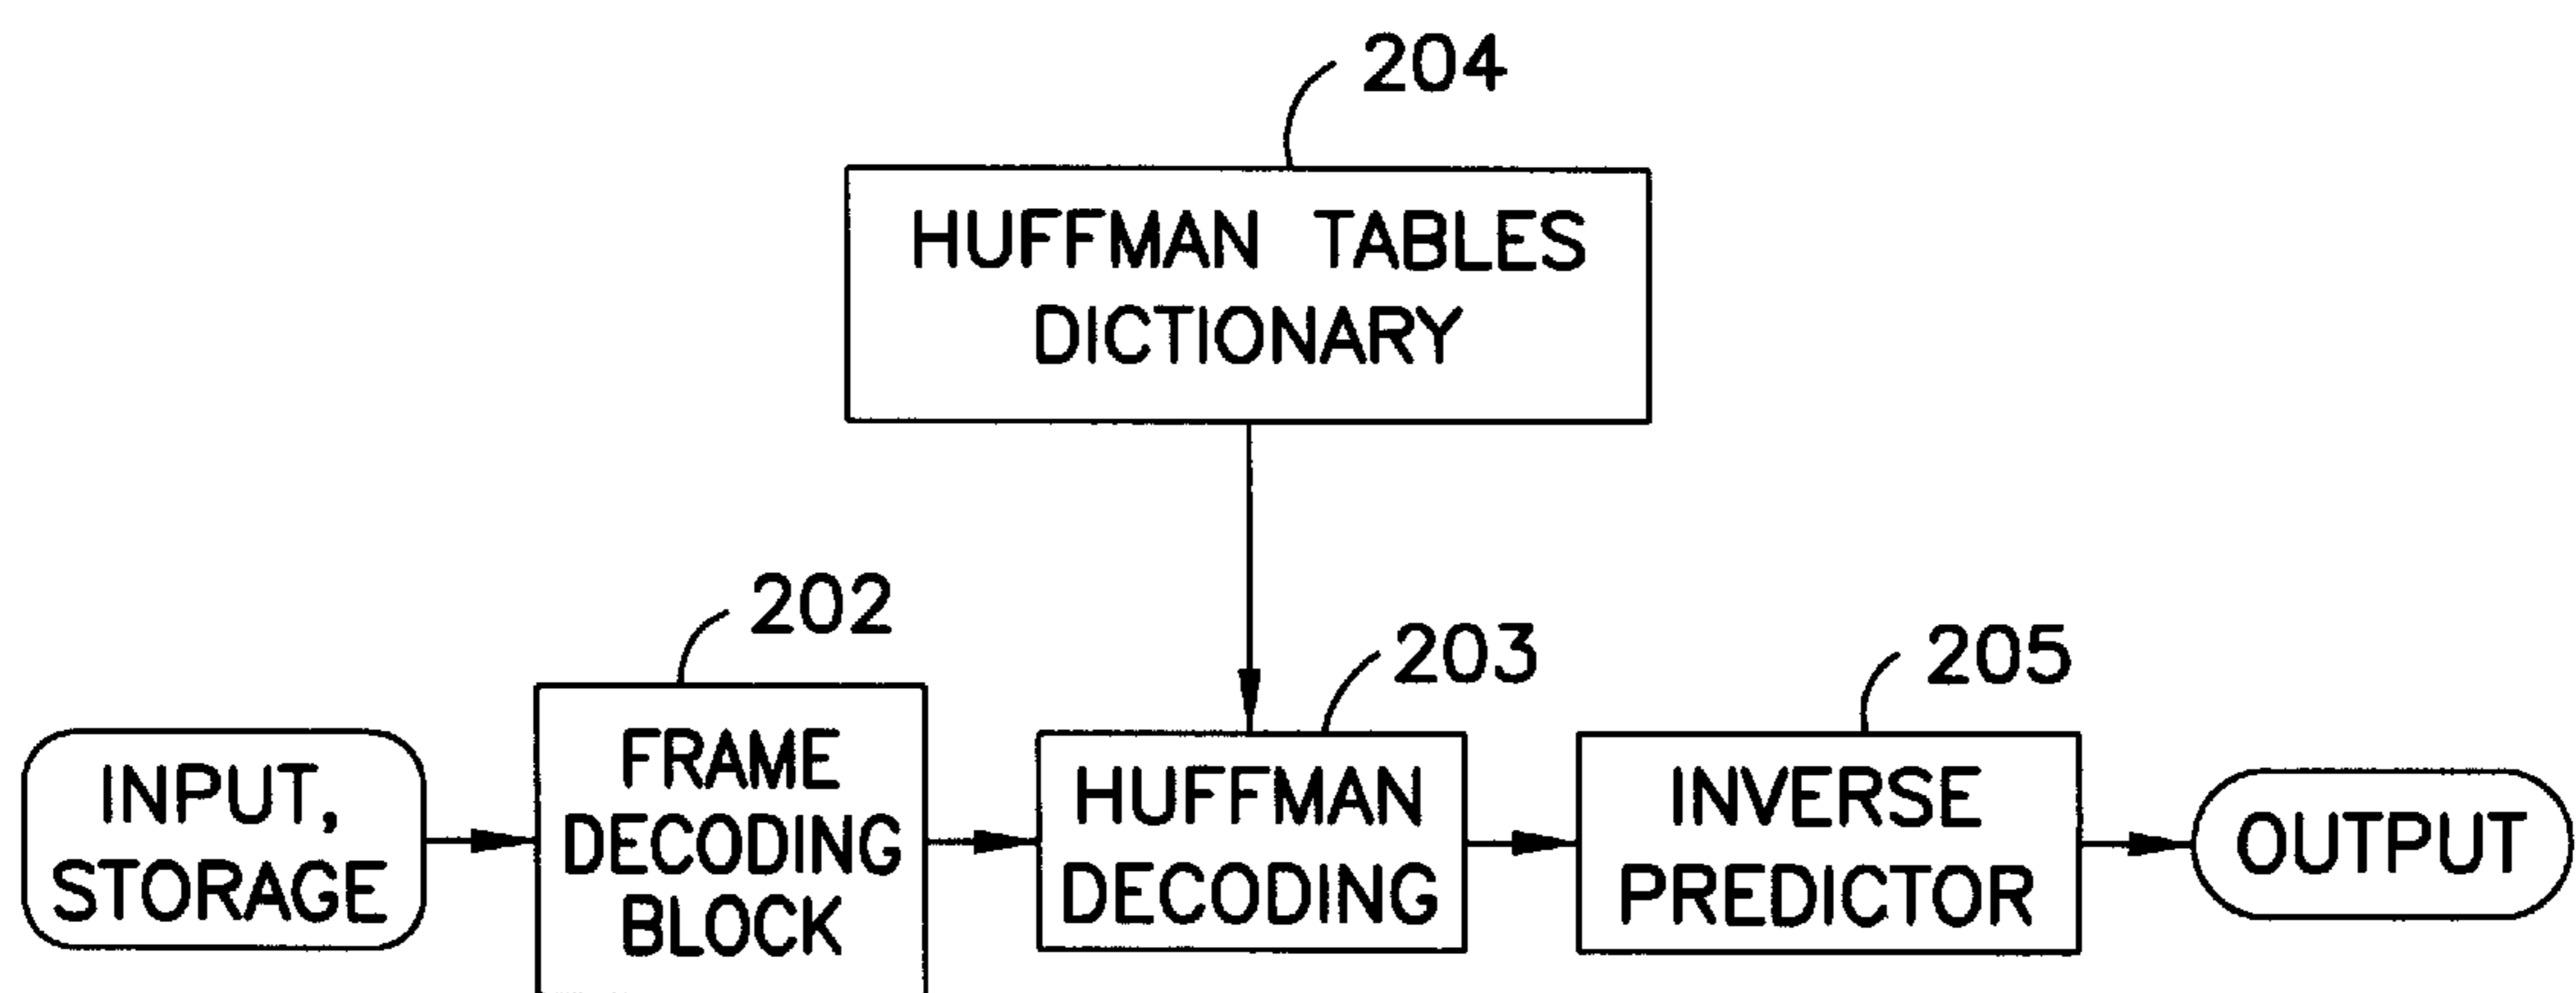 204
HUFFMAN TABLES
DICTIONARY
202
203
205
INPUT,
STORAGE
FRAME
DECODING
BLOCK
HUFFMAN
DECODING
INVERSE
PREDICTOR
OUTPUT